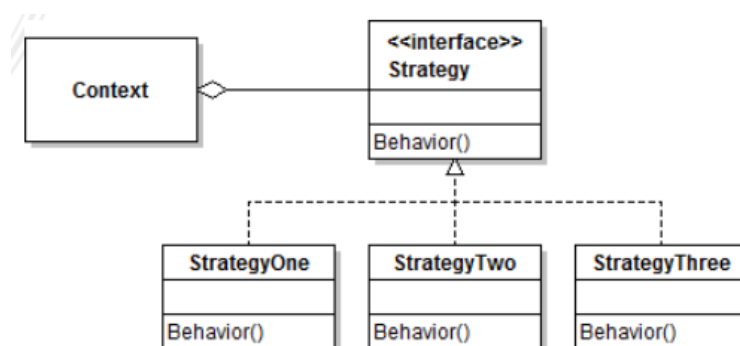 <<interface>>
Strategy
Context
Behavior()
StrategyOne
StrategyTwo
StrategyThree
Behavior()
Behavior()
Behavior()